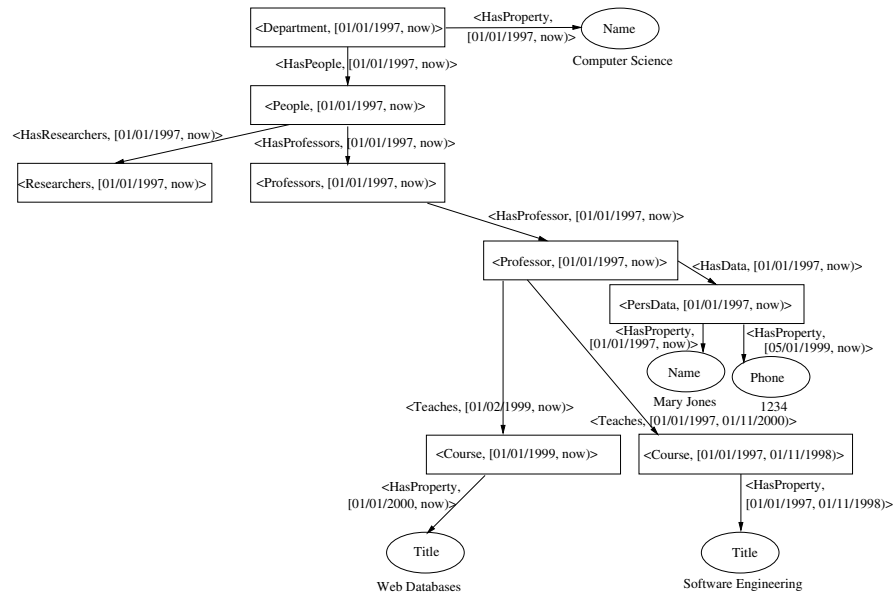 <Department, [01/01/1997, now)>
<HasProperty,
[01/01/1997, now)>
Name
Computer Science
<HasPeople, [01/01/1997, now)>
<People, [01/01/1997, now)>
<HasResearchers, [01/01/1997, now)>
<HasProfessors, [01/01/1997, now)>
<Researchers, [01/01/1997, now)>
<Professors, [01/01/1997, now)>
<HasProfessor, [01/01/1997, now)>
<Professor, [01/01/1997, now)>
<HasData, [01/01/1997, now)>
<PersData, [01/01/1997, now)>
<HasProperty,
[01/01/1997, now)>
<HasProperty,
[05/01/1999, now)>
Name
Mary Jones
Phone
1234
<Teaches, [01/02/1999, now)>
<Teaches, [01/01/1997, 01/11/2000)>
<Course, [01/01/1999, now)>
<Course, [01/01/1997, 01/11/1998)>
<HasProperty,
[01/01/2000, now)>
<HasProperty,
[01/01/1997, 01/11/1998)>
Title
Web Databases
Title
Software Engineering